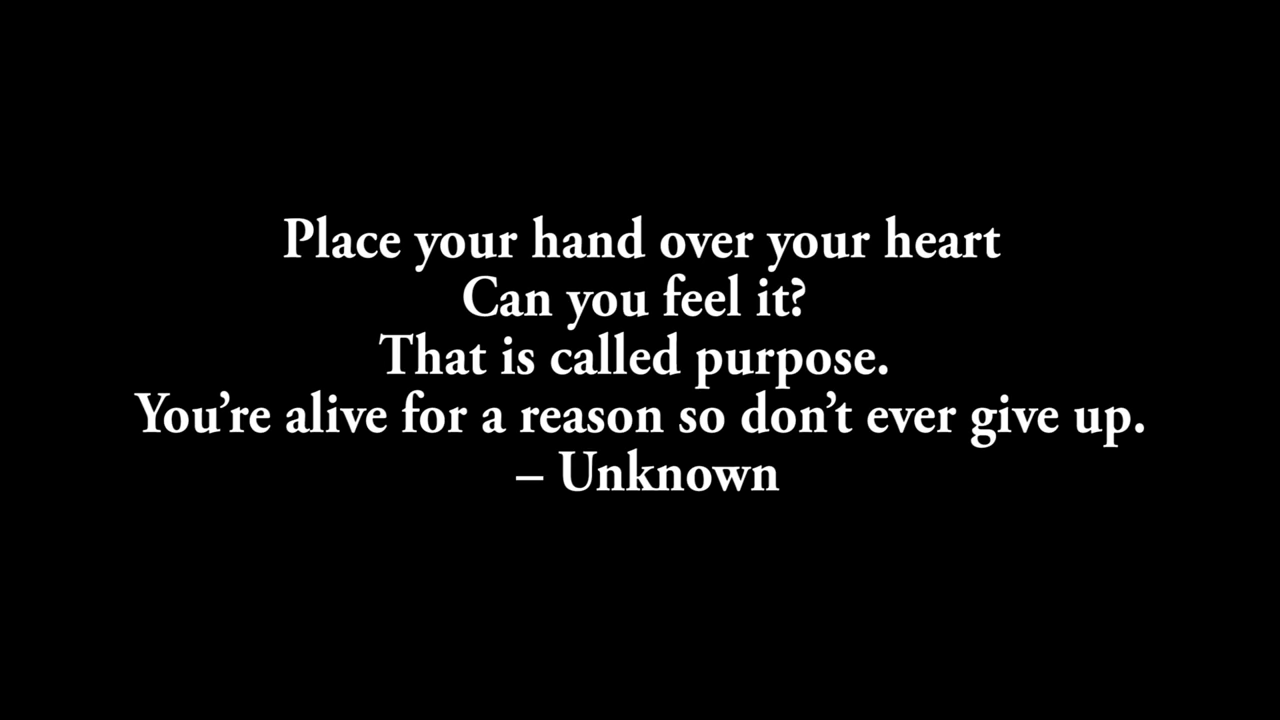 Place your hand over your heart
Can you feel it?
That is called purpose.
You’re alive for a reason so don’t ever give up.
– Unknown